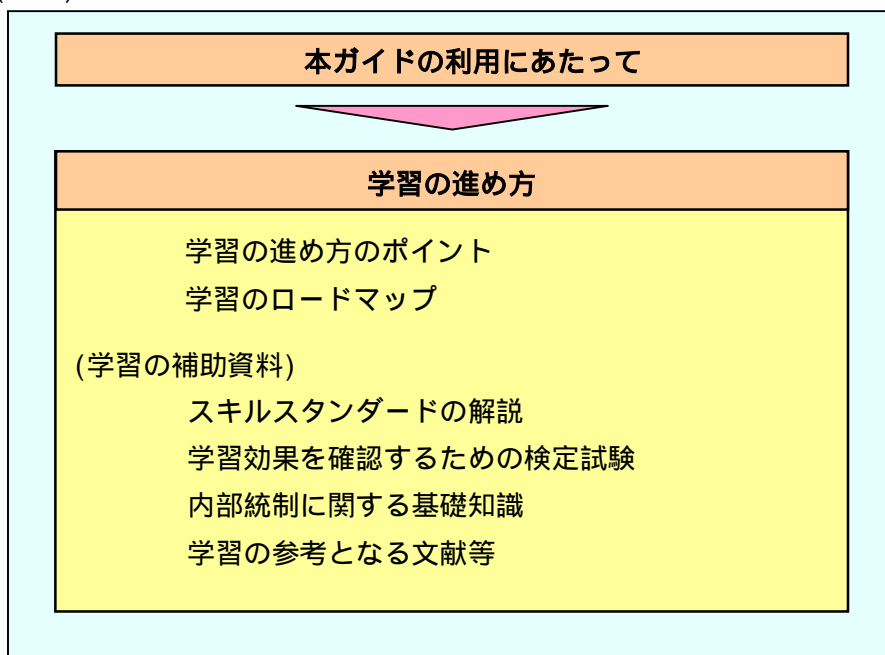 本ガイドの利用にあたって
学習の進め方
学習の進め方のポイント
学習のロードマップ
(学習の補助資料)
スキルスタンダードの解説
学習効果を確認するための検定試験
内部統制に関する基礎知識
学習の参考となる文献等